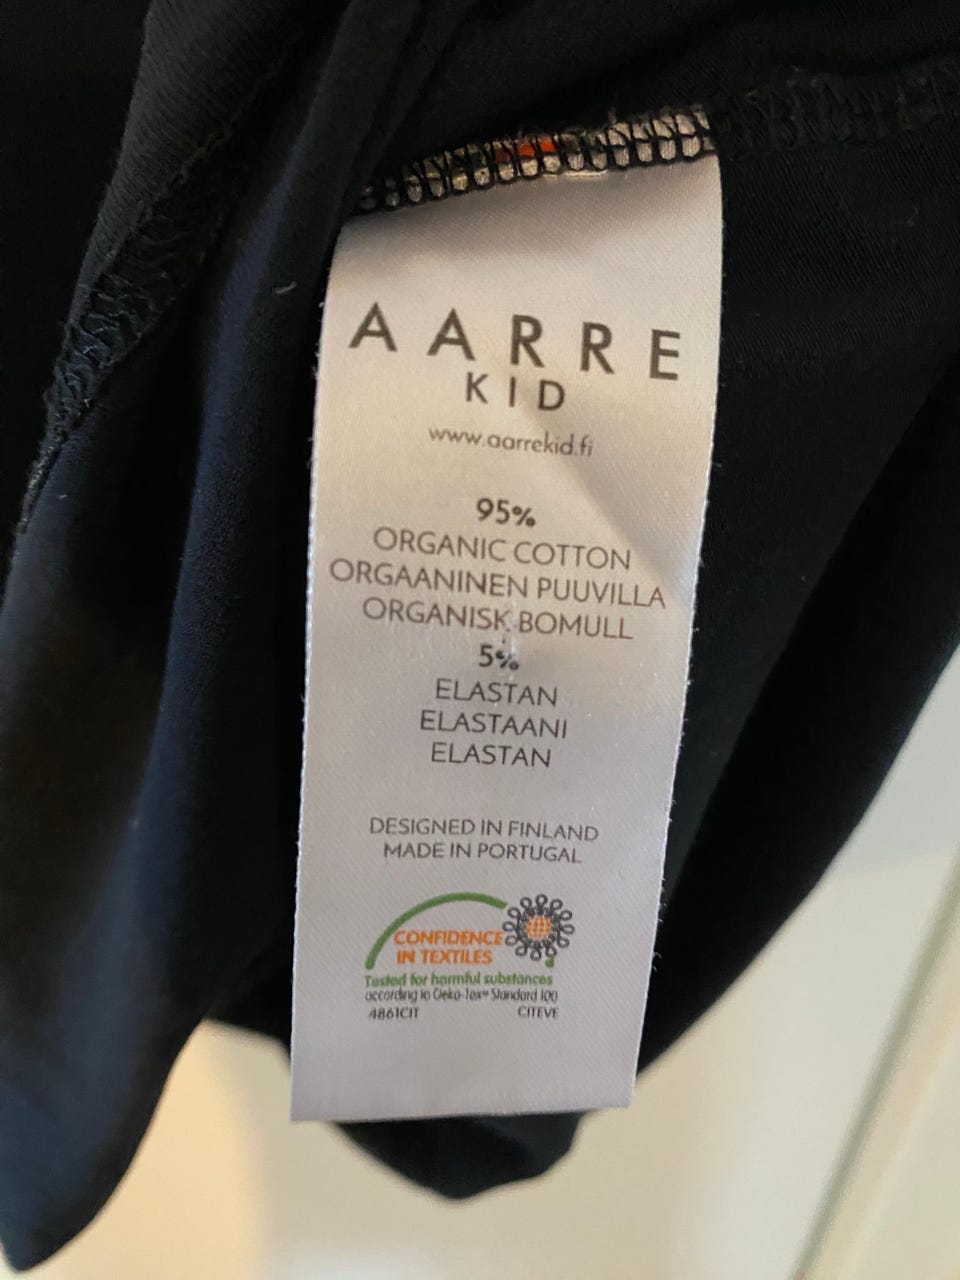 AARRE
KID
www.aarrekid.fi
95%
ORGANIC COTTON
ORGAANINEN PUUVILLA
ORGANISK BOMULL
5%
ELASTAN
ELASTAANI
ELASTAN
DESIGNED IN FINLAND
MADE IN PORTUGAL
CONFIDENCE
IN TEXTILES
Tested for harmful substances
according to Oeko-Tex® Standard 100
4861CIT CITEVE